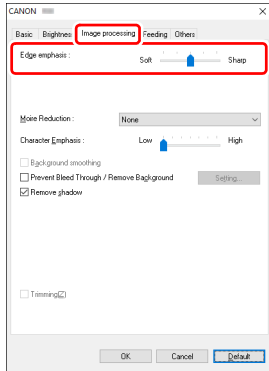 CANON
Basic Brightness Image processing Feeding Others
Edge emphasis : Soft Sharp
Moire Reduction : None
Character Emphasis : Low High
Background smoothing
Prevent Bleed Through / Remove Background Setting...
Remove shadow
Trimming(Z)
OK Cancel Default